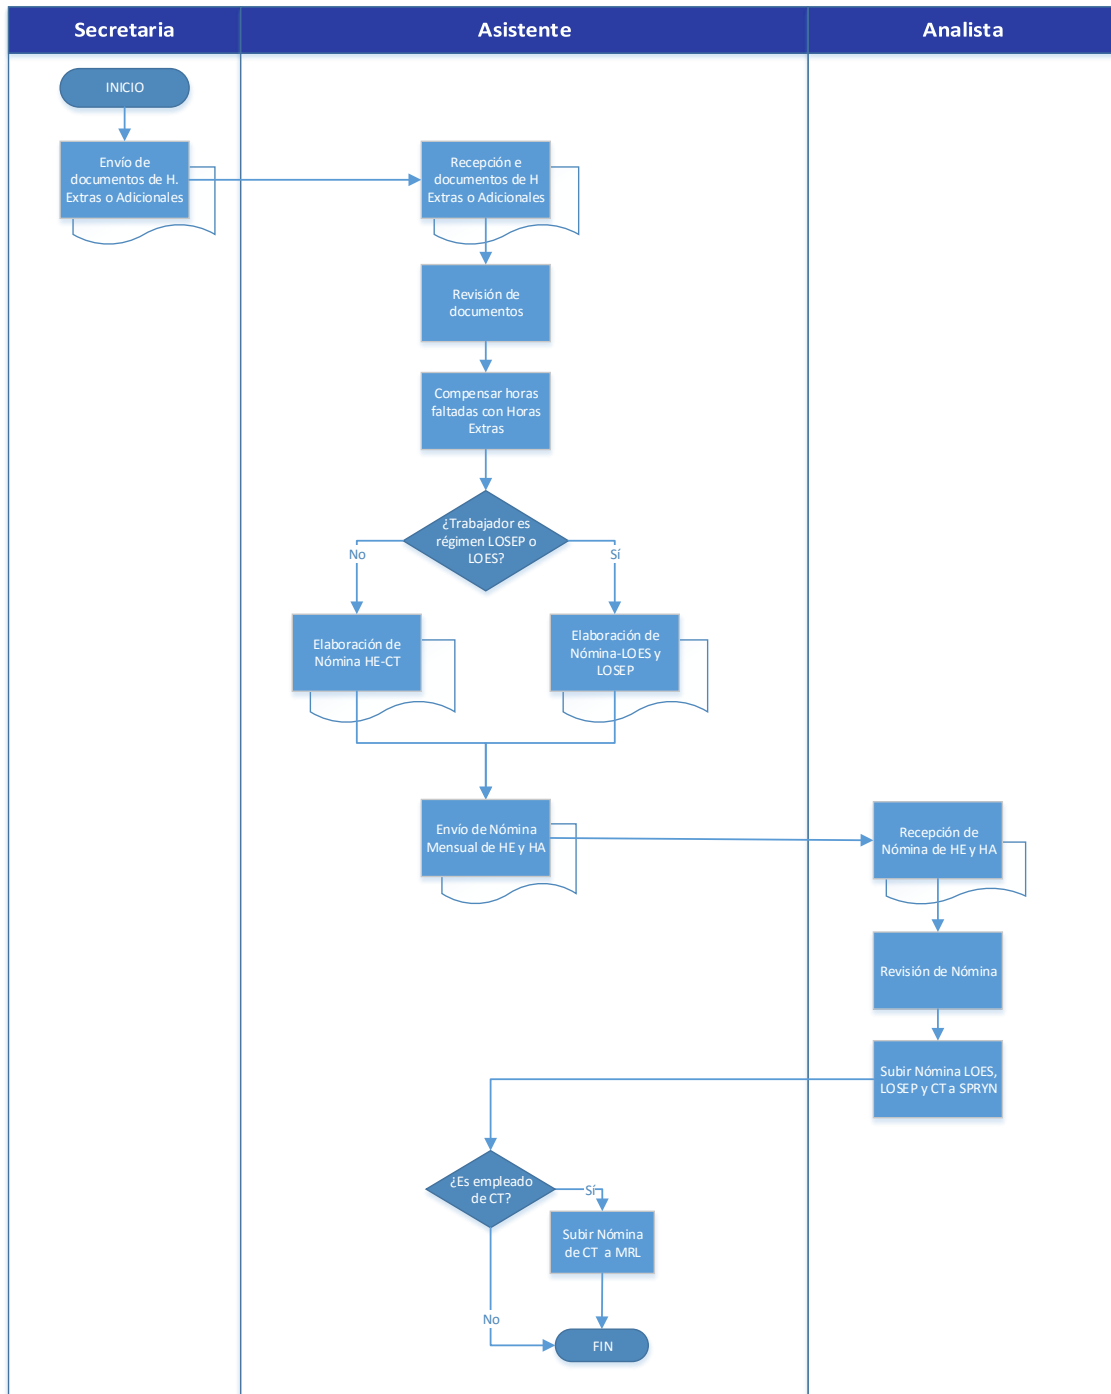 Secretaria
Asistente
Analista
INICIO
Envío de
documentos de H.
Extras o Adicionales
Recepción e
documentos de H
Extras o Adicionales
Revisión de
documentos
Compensar horas
faltadas con Horas
Extras
¿Trabajador es
régimen LOSEP o
LOES?
No
Sí
Elaboración de
Nómina HE-CT
Elaboración de
Nómina-LOES y
LOSEP
Envío de Nómina
Mensual de HE y HA
Recepción de
Nómina de HE y HA
Revisión de Nómina
Subir Nómina LOES,
LOSEP y CT a SPRYN
¿Es empleado
de CT?
Sí
Subir Nómina
de CT a MRL
No
FIN